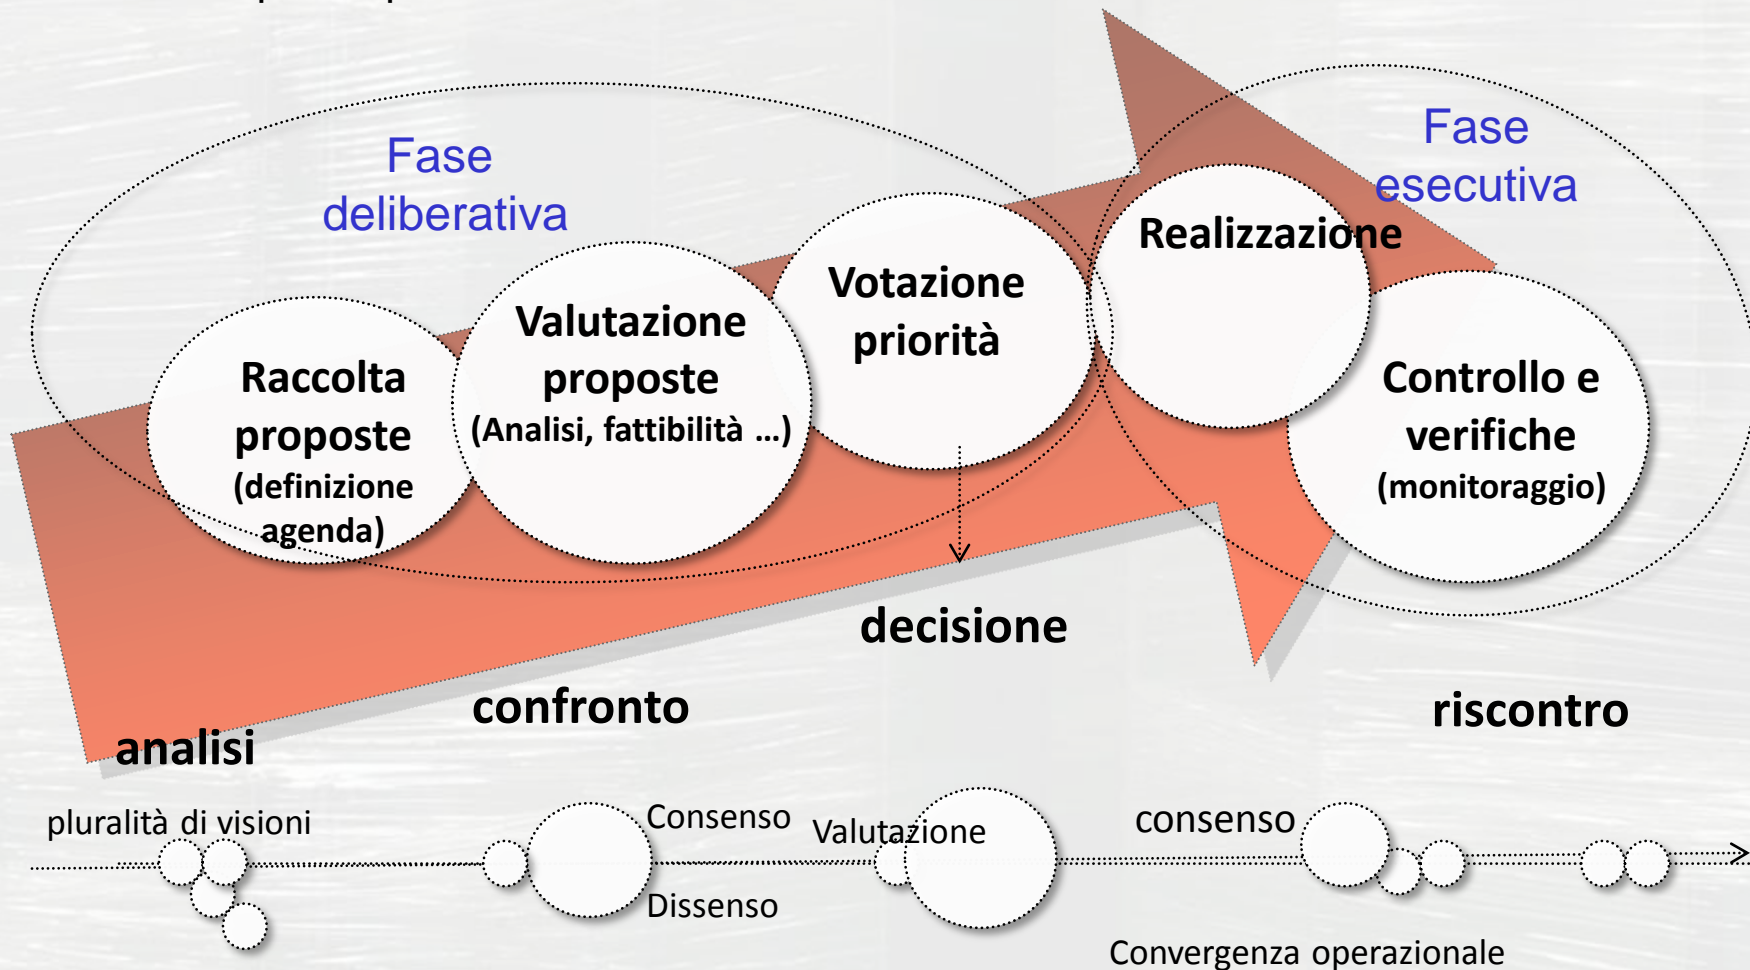 Fase
deliberativa
Fase
esecutiva
Raccolta
proposte
(definizione
agenda)
Valutazione
proposte
(Analisi, fattibilità ...)
Votazione
priorità
Realizzazione
Controllo e
verifiche
(monitoraggio)
decisione
confronto
riscontro
analisi
pluralità di visioni
Consenso
Valutazione
consenso
Dissenso
Convergenza operazionale